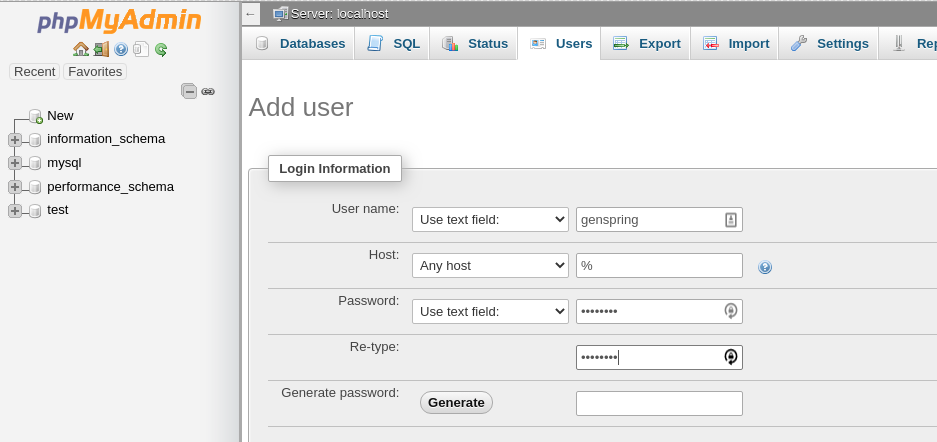 phpMyAdmin
Recent Favorites
New
information_schema
mysql
performance_schema
test
Server: localhost
Databases SQL Status Users Export Import Settings
Add user
Login Information
User name: Use text field: genspring
Host: Any host %
Password: Use text field: ••••••••
Re-type: ••••••••
Generate password: Generate